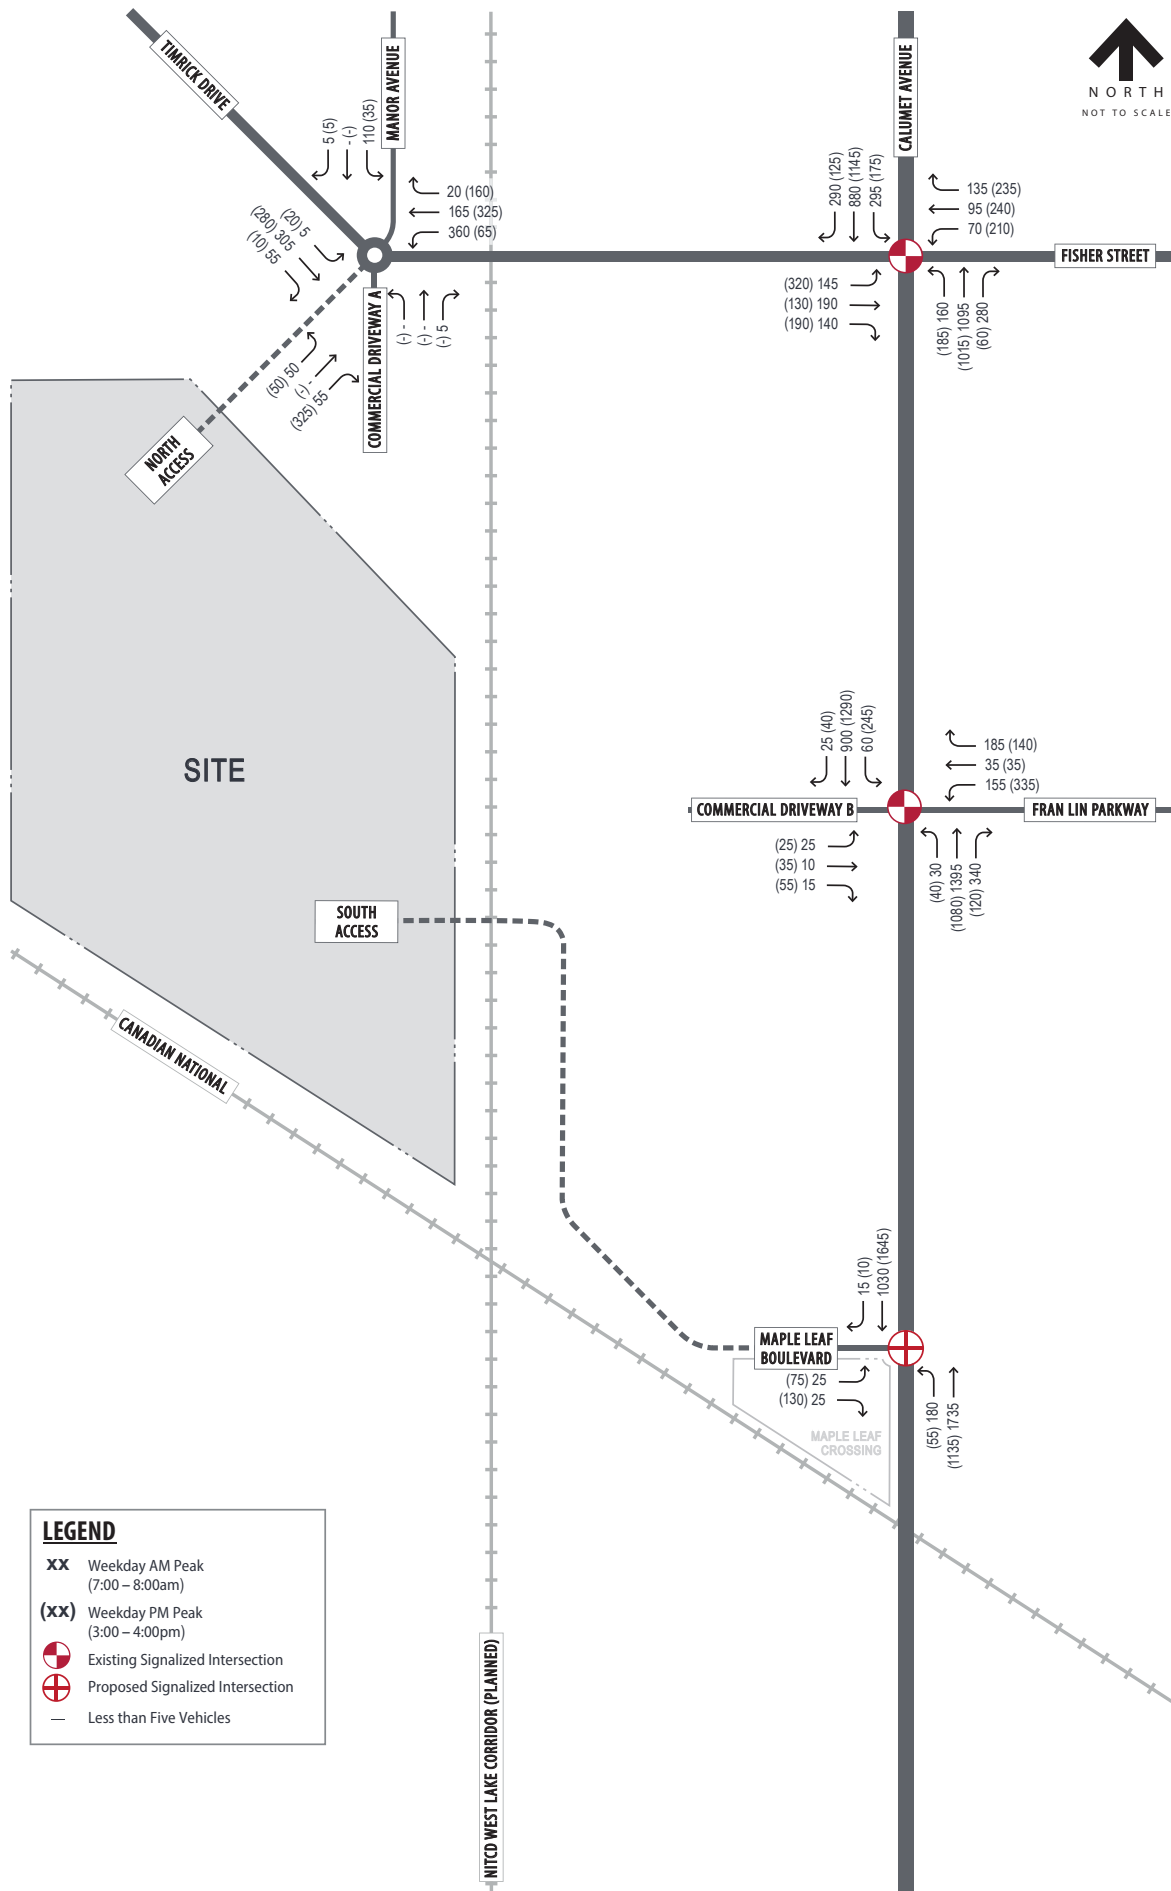 NORTH
NOT TO SCALE
TIMRICK DRIVE
MANOR AVENUE
CALUMET AVENUE
5 (5)
- (-)
110 (35)
20 (160)
165 (325)
360 (65)
(20) 5
(280) 305
(10) 55
290 (125)
880 (1145)
295 (175)
135 (235)
95 (240)
70 (210)
FISHER STREET
(320) 145
(130) 190
(190) 140
(185) 160
(1015) 1095
(60) 280
COMMERCIAL DRIVEWAY A
(-) -
(-) -
(-) 5
(50) 50
(-) -
(325) 55
NORTH
ACCESS
SITE
25 (40)
900 (1290)
60 (245)
185 (140)
35 (35)
155 (335)
COMMERCIAL DRIVEWAY B
FRAN LIN PARKWAY
(25) 25
(35) 10
(55) 15
(40) 30
(1080) 1395
(120) 340
SOUTH
ACCESS
CANADIAN NATIONAL
15 (10)
1030 (1645)
MAPLE LEAF
BOULEVARD
(75) 25
(130) 25
(55) 180
(1135) 1735
MAPLE LEAF
CROSSING
LEGEND
XX Weekday AM Peak
(7:00 – 8:00am)
(XX) Weekday PM Peak
(3:00 – 4:00pm)
Existing Signalized Intersection
Proposed Signalized Intersection
— Less than Five Vehicles
NITCD WEST LAKE CORRIDOR (PLANNED)